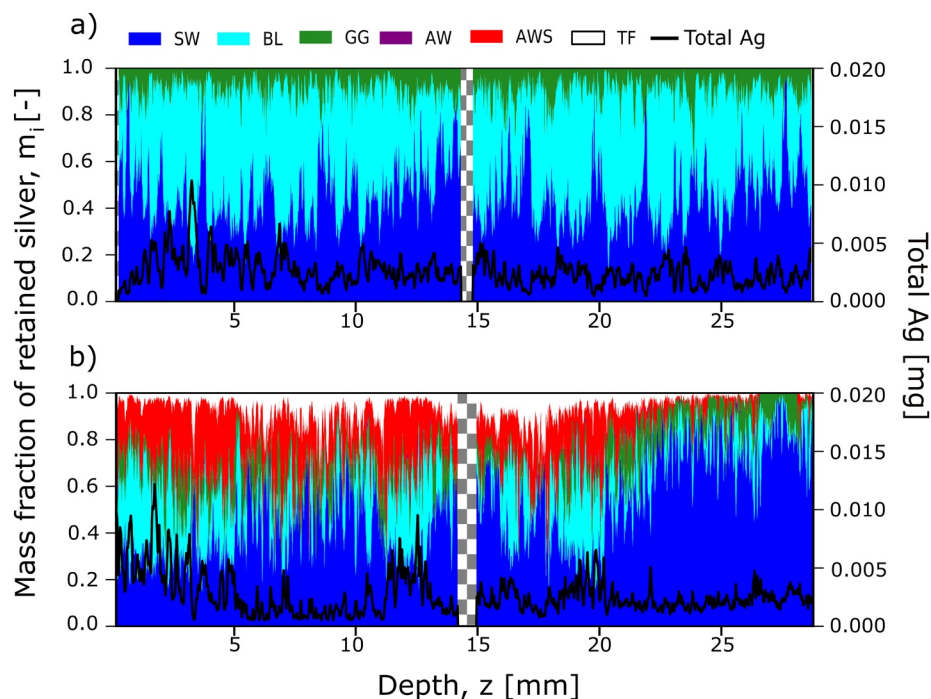 a)
SW BL GG AW AWS TF Total Ag
Mass fraction of retained silver, mᵢ [-]
1.0
0.8
0.6
0.4
0.2
0.0
0.020
0.015
0.010
0.005
0.000
5 10 15 20 25
Total Ag [mg]
b)
1.0
0.8
0.6
0.4
0.2
0.0
0.020
0.015
0.010
0.005
0.000
5 10 15 20 25
Depth, z [mm]